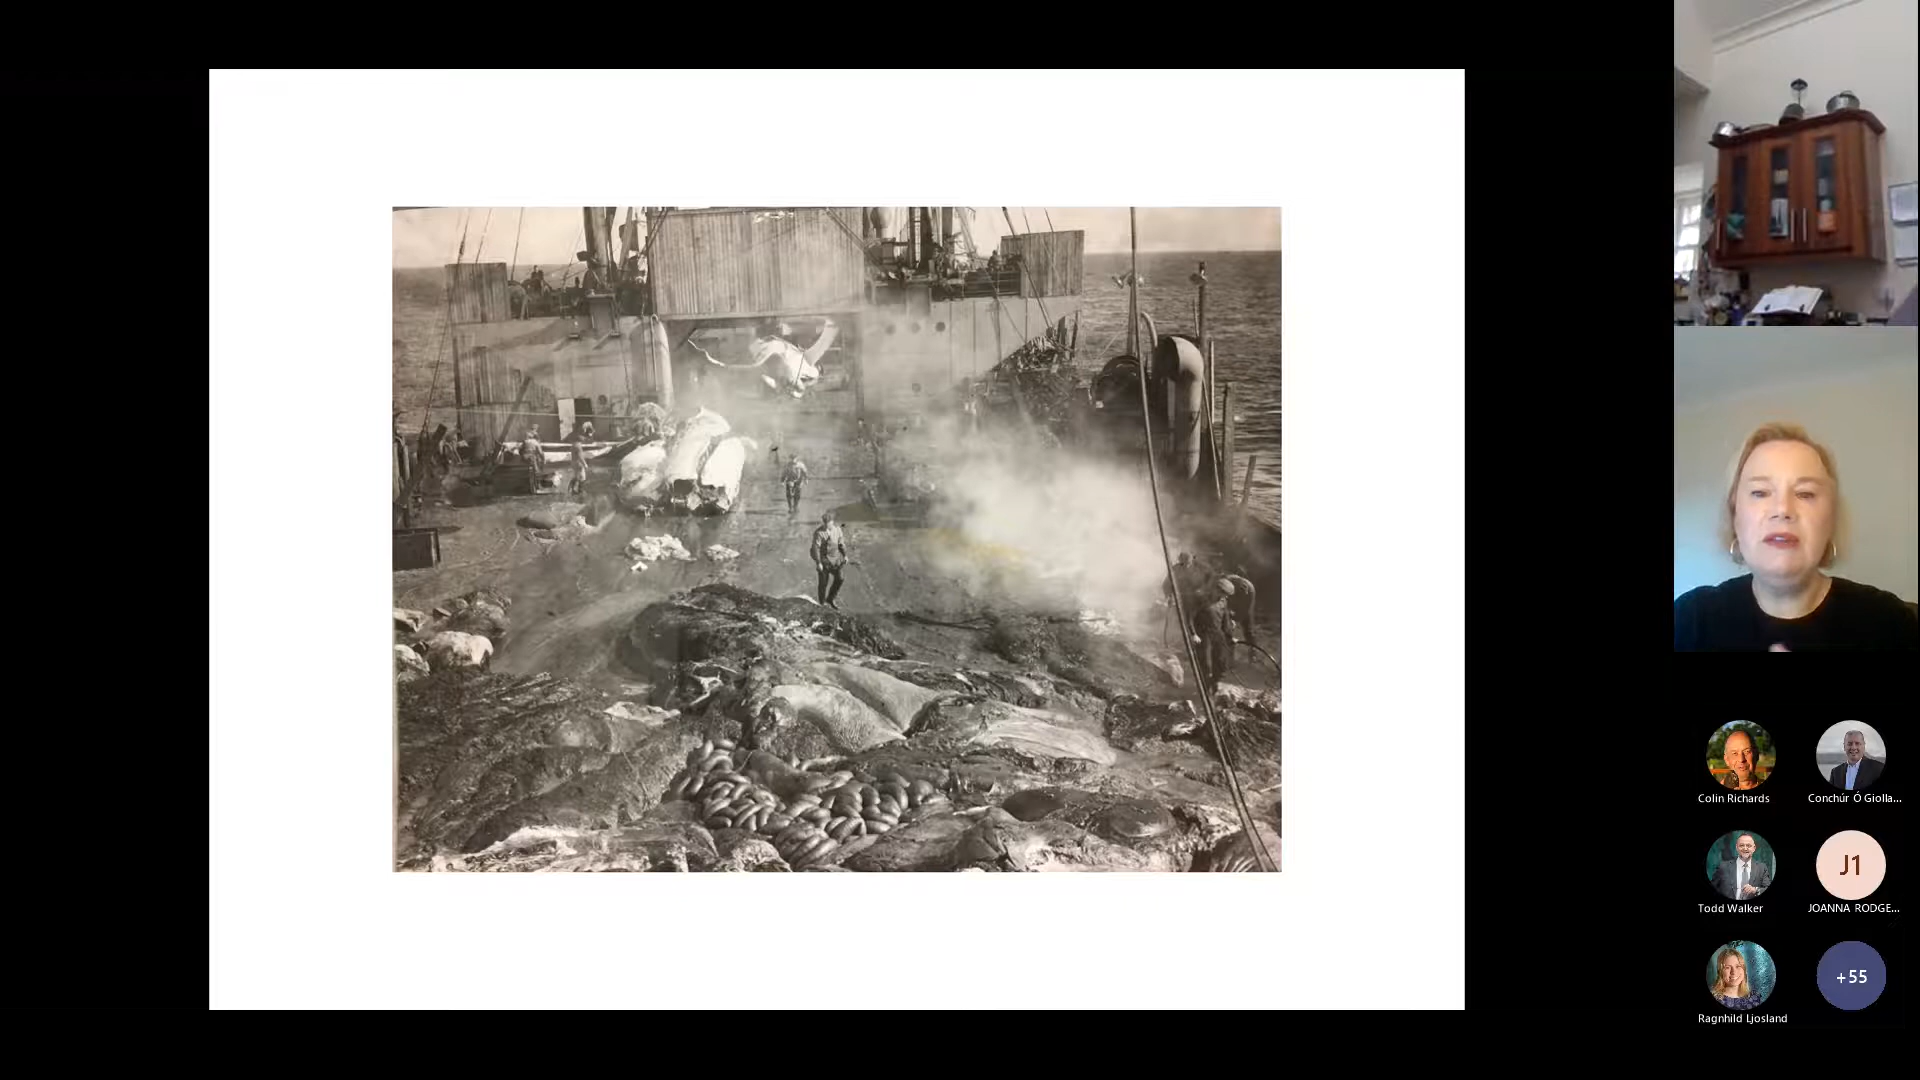 Colin Richards
Conchúr Ó Giolla...
Todd Walker
J1
JOANNA RODGE...
Ragnhild Ljosland
+55